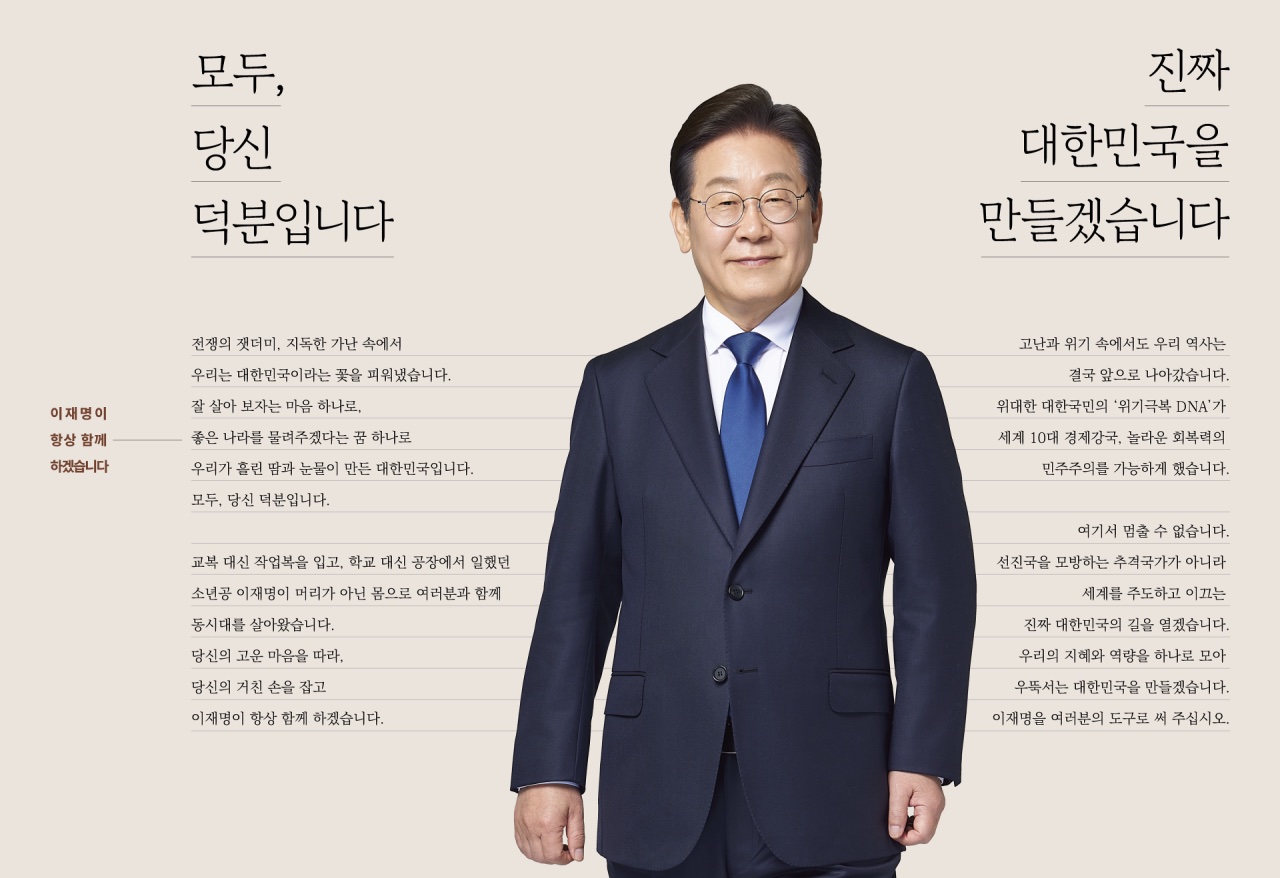 모두,
당신
덕분입니다
진짜
대한민국을
만들겠습니다
이재명이
항상 함께
하겠습니다
전쟁의 잿더미, 지독한 가난 속에서
우리는 대한민국이라는 꽃을 피워냈습니다.
잘 살아 보자는 마음 하나로,
좋은 나라를 물려주겠다는 꿈 하나로
우리가 흘린 땀과 눈물이 만든 대한민국입니다.
모두, 당신 덕분입니다.
교복 대신 작업복을 입고, 학교 대신 공장에서 일했던
소년공 이재명이 머리가 아닌 몸으로 여러분과 함께
동시대를 살아왔습니다.
당신의 고운 마음을 따라,
당신의 거친 손을 잡고
이재명이 항상 함께 하겠습니다.
고난과 위기 속에서도 우리 역사는
결국 앞으로 나아갔습니다.
위대한 대한국민의 ‘위기극복 DNA’가
세계 10대 경제강국, 놀라운 회복력의
민주주의를 가능하게 했습니다.
여기서 멈출 수 없습니다.
선진국을 모방하는 추격국가가 아니라
세계를 주도하고 이끄는
진짜 대한민국의 길을 열겠습니다.
우리의 지혜와 역량을 하나로 모아
우뚝서는 대한민국을 만들겠습니다.
이재명을 여러분의 도구로 써 주십시오.